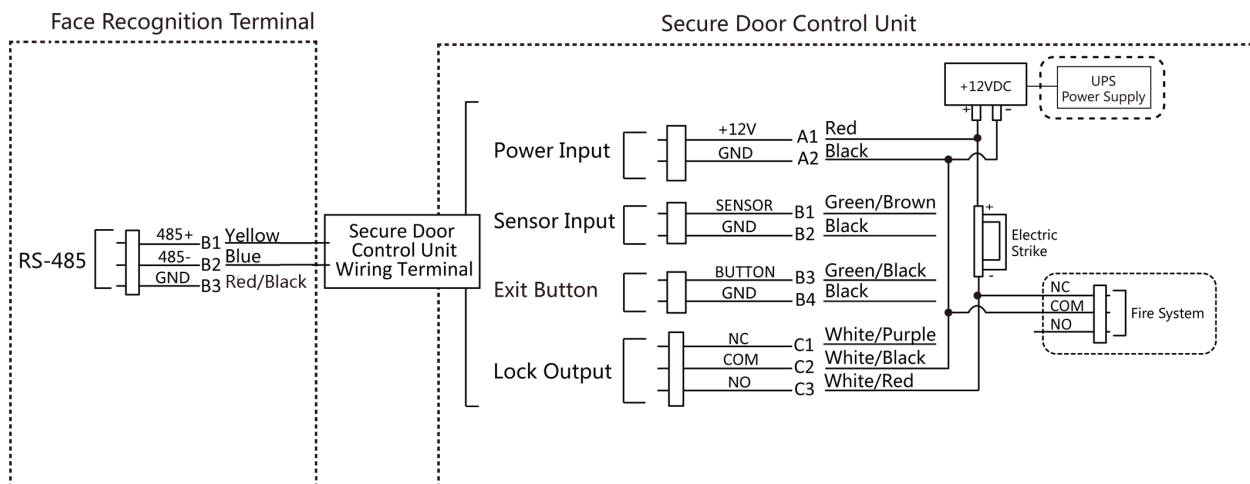 Face Recognition Terminal
Secure Door Control Unit
+12VDC
UPS
Power Supply
+ -
Power Input
+12V A1 Red
GND A2 Black
Sensor Input
SENSOR B1 Green/Brown
GND B2 Black
+
Electric
Strike
-
RS-485
485+ B1 Yellow
485- B2 Blue
GND B3 Red/Black
Secure Door
Control Unit
Wiring Terminal
Exit Button
BUTTON B3 Green/Black
GND B4 Black
NC
COM
NO
Fire System
Lock Output
NC C1 White/Purple
COM C2 White/Black
NO C3 White/Red